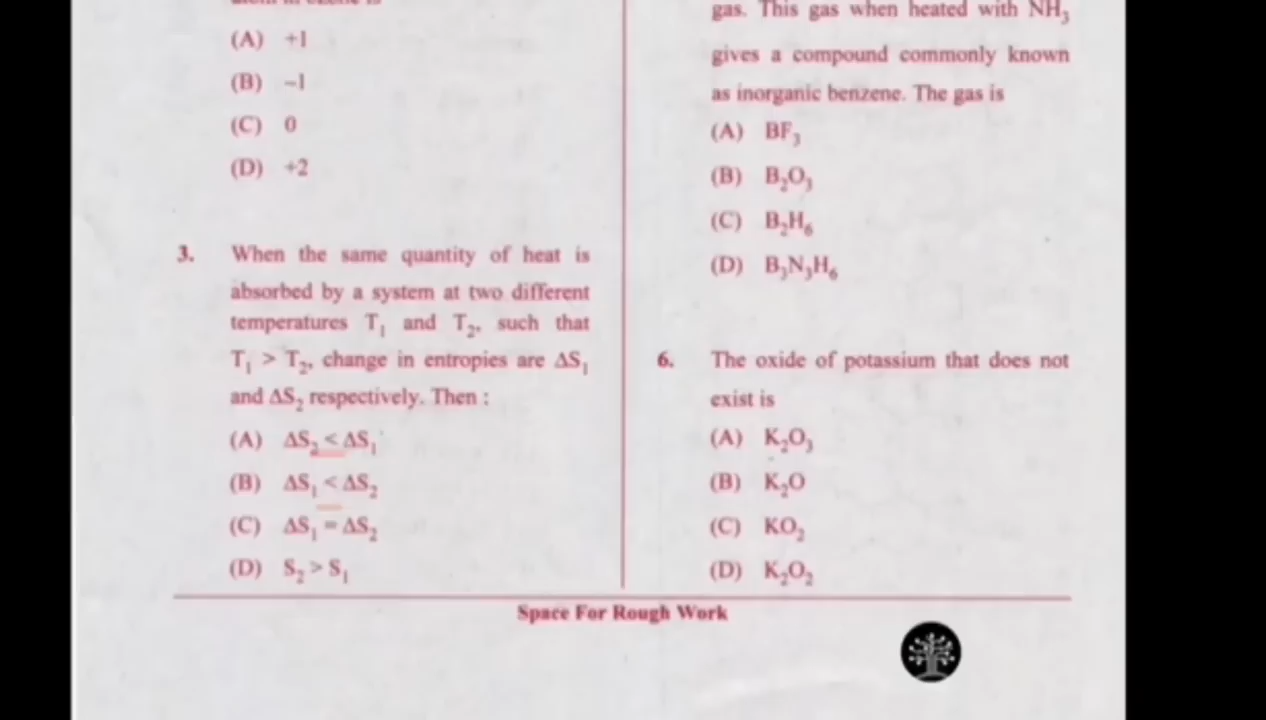 (A) +1
(B) −1
(C) 0
(D) +2
3. When the same quantity of heat is
absorbed by a system at two different
temperatures T₁ and T₂, such that
T₁ > T₂, change in entropies are ΔS₁
and ΔS₂ respectively. Then :
(A) ΔS₂ < ΔS₁
(B) ΔS₁ < ΔS₂
(C) ΔS₁ = ΔS₂
(D) S₂ > S₁
gas. This gas when heated with NH₃
gives a compound commonly known
as inorganic benzene. The gas is
(A) BF₃
(B) B₂O₃
(C) B₂H₆
(D) B₃N₃H₆
6. The oxide of potassium that does not
exist is
(A) K₂O₃
(B) K₂O
(C) KO₂
(D) K₂O₂
Space For Rough Work